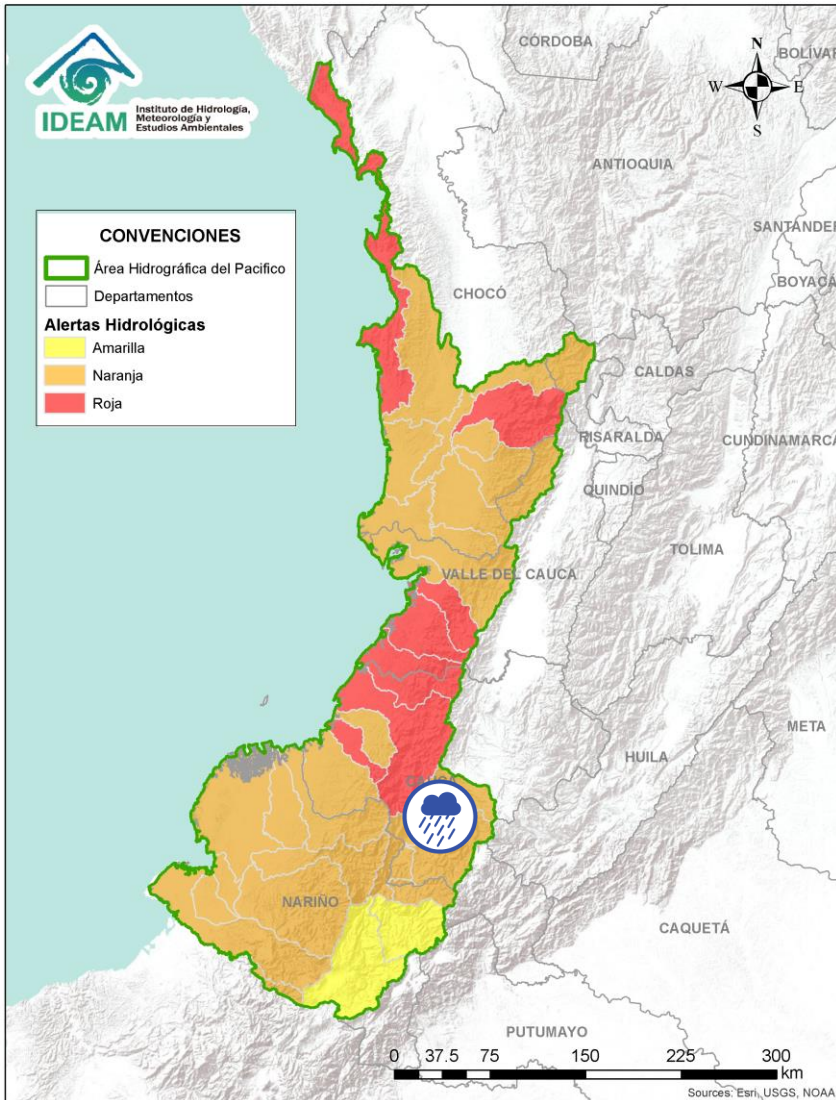 IDEAM
Instituto de Hidrología,
Meteorología y
Estudios Ambientales
CÓRDOBA
BOLÍVAR
N
W
E
S
ANTIOQUIA
SANTANDER
BOYACÁ
CONVENCIONES
Área Hidrográfica del Pacifico
Departamentos
Alertas Hidrológicas
Amarilla
Naranja
Roja
CHOCÓ
CALDAS
RISARALDA
CUNDINAMARCA
QUINDÍO
TOLIMA
VALLE DEL CAUCA
META
HUILA
CAUCA
NARIÑO
CAQUETÁ
PUTUMAYO
0 37.5 75 150 225 300
km
Sources: Esri, USGS, NOAA